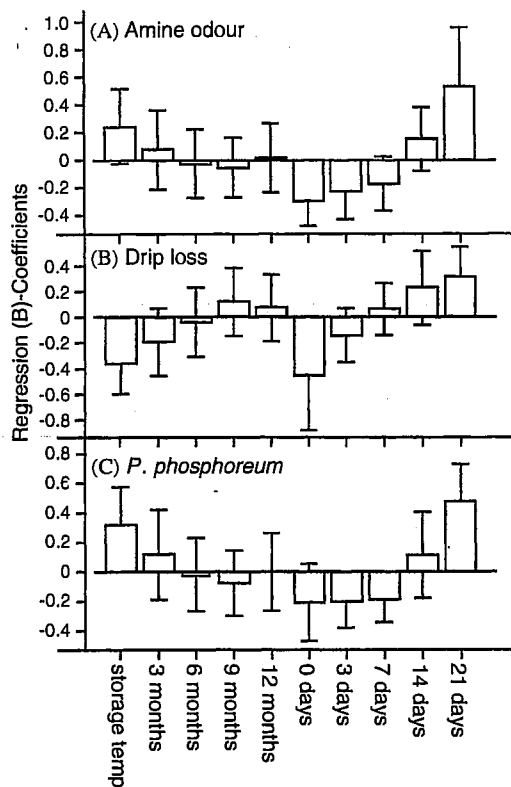 (A) Amine odour
1.0
0.8
0.6
0.4
0.2
0
-0.2
-0.4
(B) Drip loss
0.4
0.2
0
-0.2
-0.4
-0.6
-0.8
(C) P. phosphoreum
0.8
0.6
0.4
0.2
0
-0.2
-0.4
Regression (B)-Coefficients
storage temp
3 months
6 months
9 months
12 months
0 days
3 days
7 days
14 days
21 days